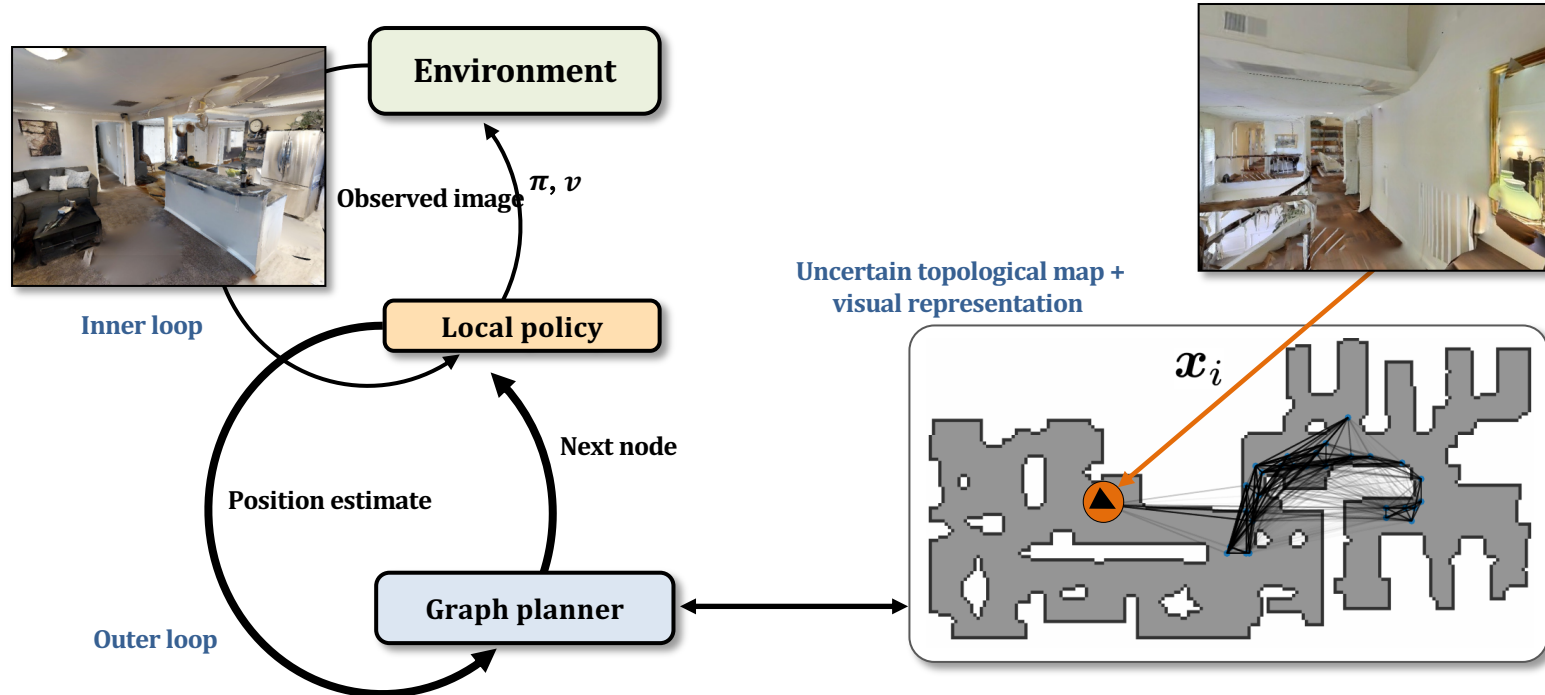 Environment
Observed image
π, v
Uncertain topological map +
visual representation
Inner loop
Local policy
x_i
Next node
Position estimate
Graph planner
Outer loop